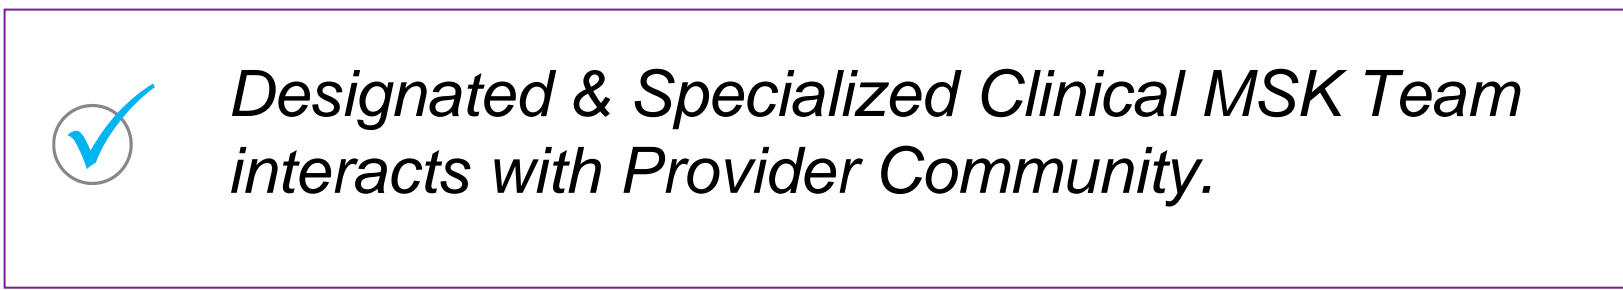 Designated & Specialized Clinical MSK Team
interacts with Provider Community.